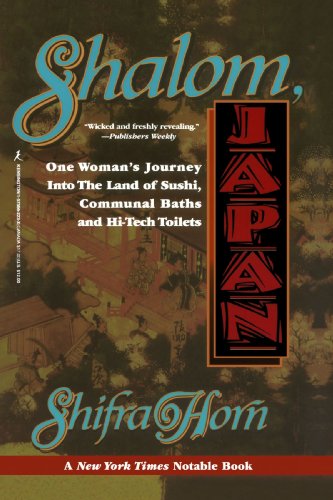 Shalom,
JAPAN
"Wicked and freshly revealing."
—Publishers Weekly
One Woman's Journey
Into The Land of Sushi,
Communal Baths
and Hi-Tech Toilets
Shifra Horn
A New York Times Notable Book